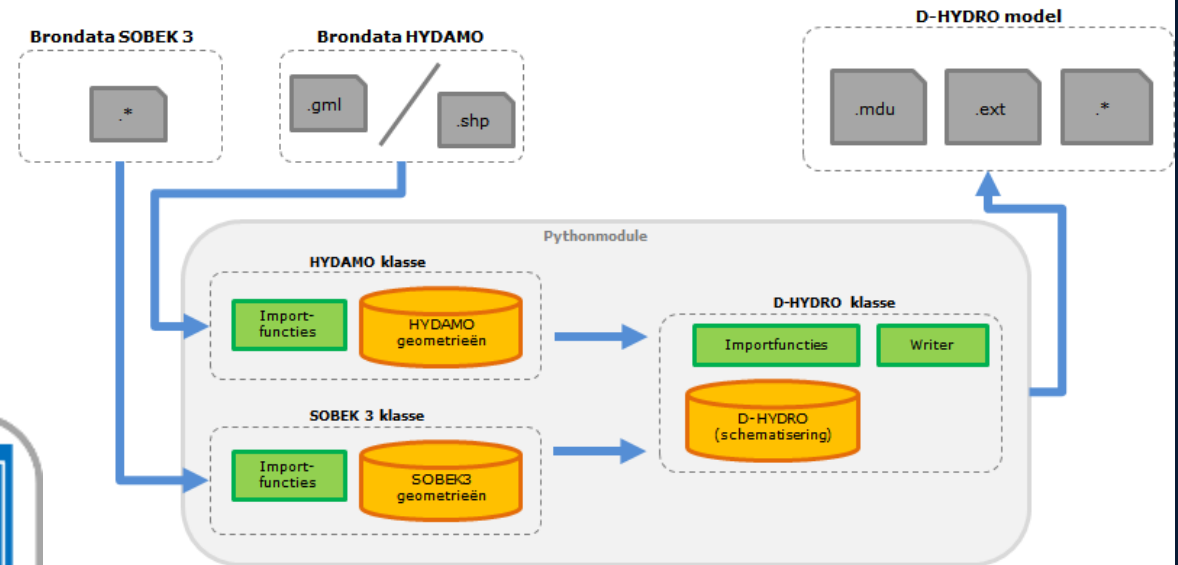 Brondata SOBEK 3
.*
Brondata HYDAMO
.gml
.shp
D-HYDRO model
.mdu
.ext
.*
Pythonmodule
HYDAMO klasse
Import-
functies
HYDAMO
geometrieën
SOBEK 3 klasse
Import-
functies
SOBEK3
geometrieën
D-HYDRO klasse
Importfuncties
Writer
D-HYDRO
(schematisering)